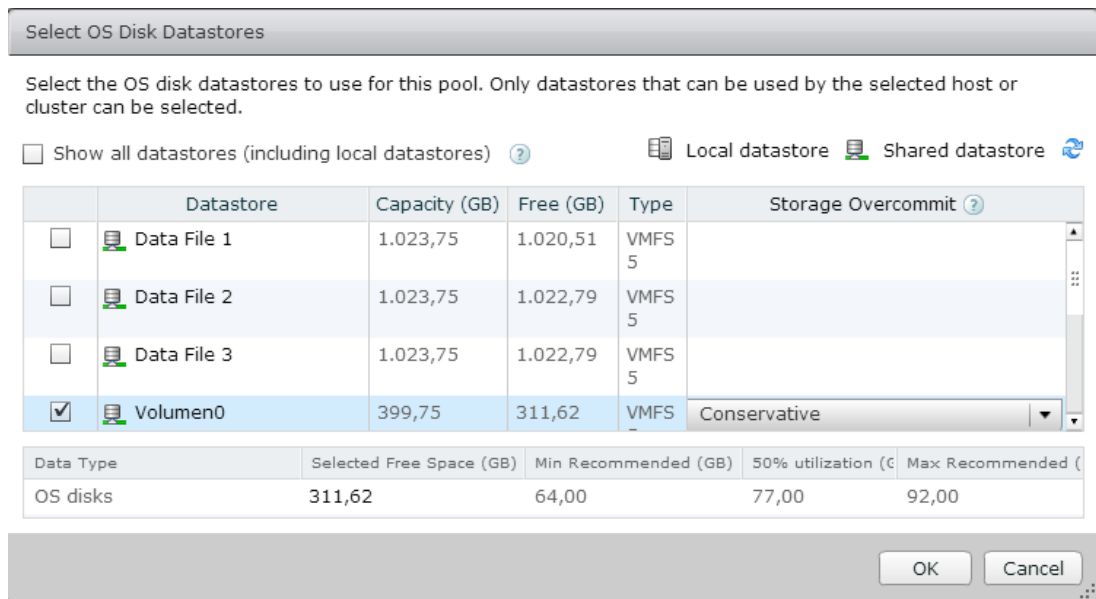 Select OS Disk Datastores
Select the OS disk datastores to use for this pool. Only datastores that can be used by the selected host or
cluster can be selected.
Show all datastores (including local datastores) ? Local datastore Shared datastore
Datastore Capacity (GB) Free (GB) Type Storage Overcommit ?
Data File 1 1.023,75 1.020,51 VMFS
5
Data File 2 1.023,75 1.022,79 VMFS
5
Data File 3 1.023,75 1.022,79 VMFS
5
Volumen0 399,75 311,62 VMFS Conservative
Data Type Selected Free Space (GB) Min Recommended (GB) 50% utilization (G Max Recommended (
OS disks 311,62 64,00 77,00 92,00
OK Cancel